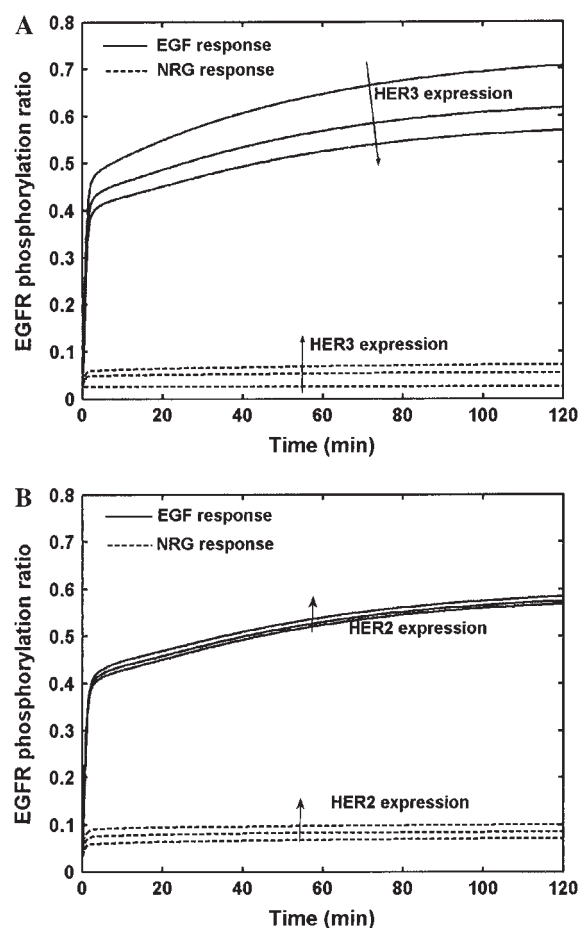 A
EGF response
NRG response
HER3 expression
HER3 expression
EGFR phosphorylation ratio
0.8
0.7
0.6
0.5
0.4
0.3
0.2
0.1
0
0 20 40 60 80 100 120
Time (min)
B
EGF response
NRG response
HER2 expression
HER2 expression
EGFR phosphorylation ratio
0.8
0.7
0.6
0.5
0.4
0.3
0.2
0.1
0
0 20 40 60 80 100 120
Time (min)